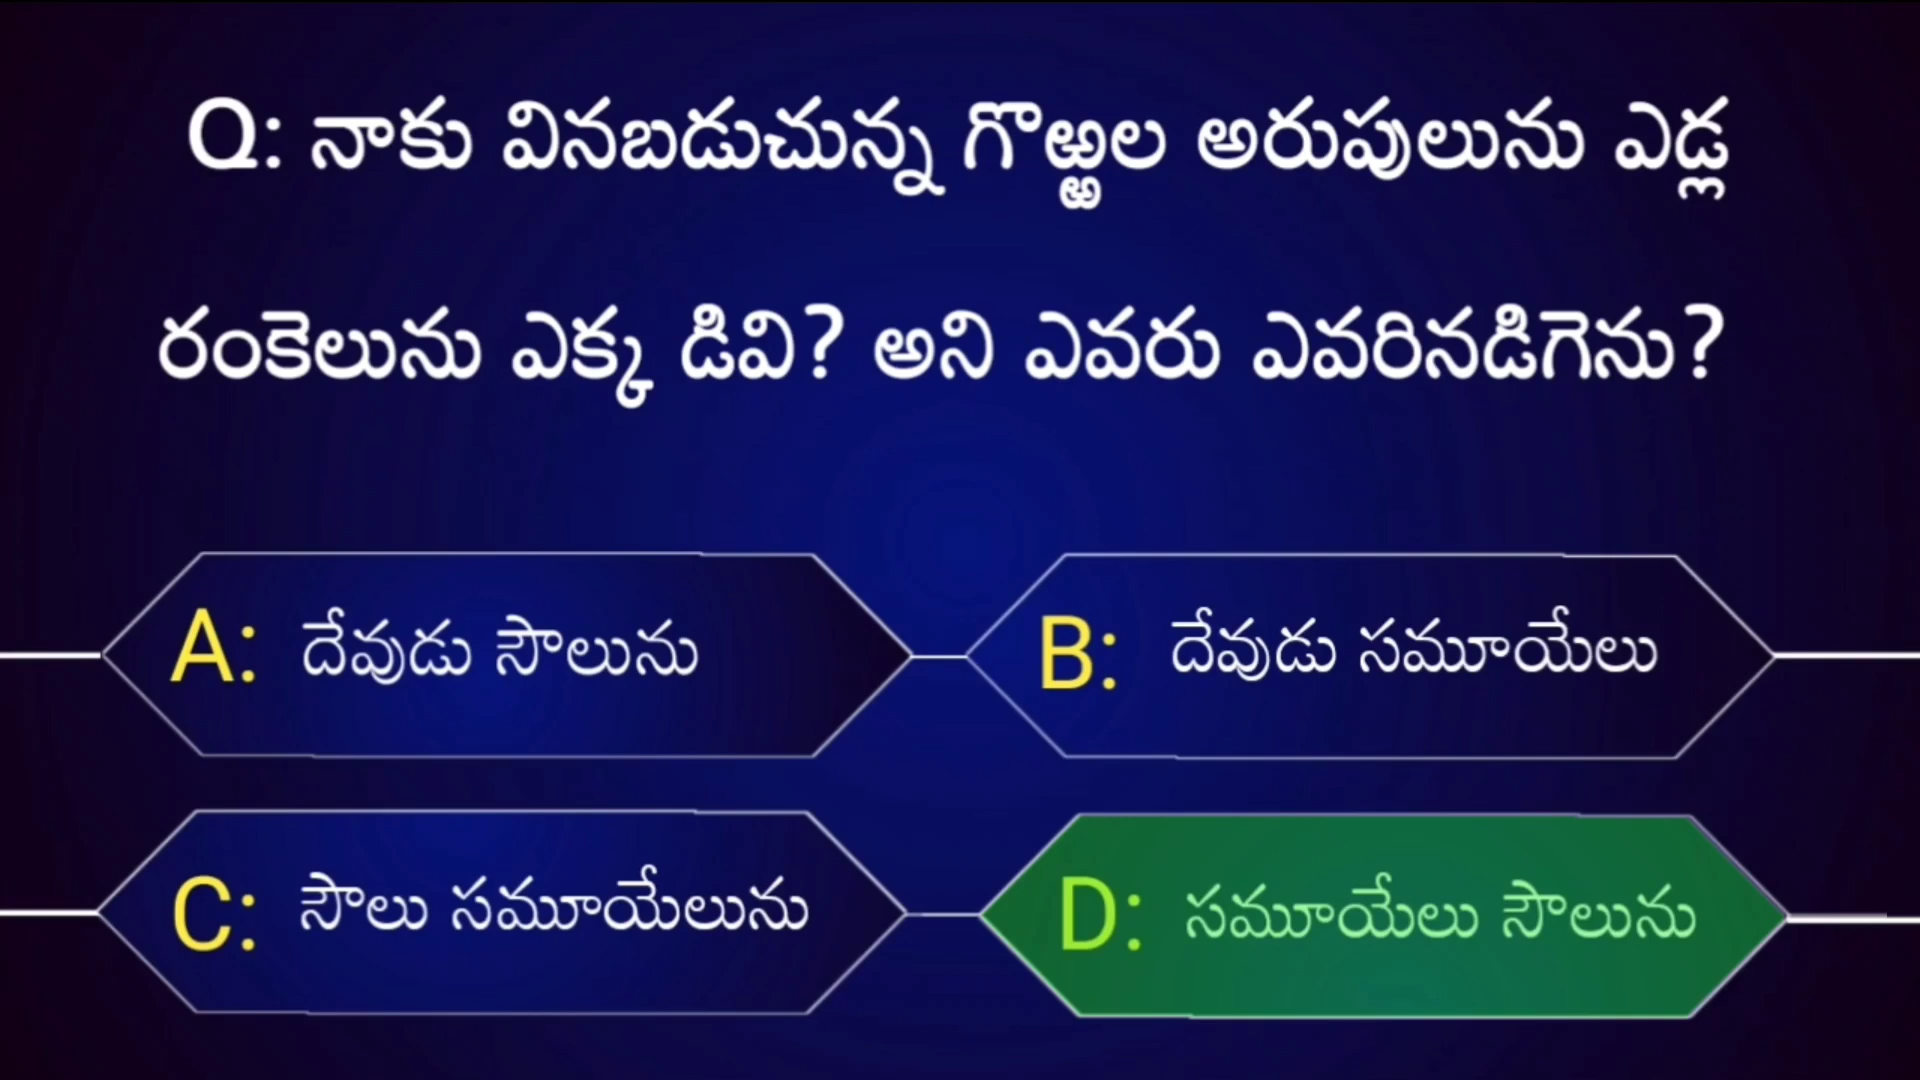 Q: నాకు వినబడుచున్న గొఱ్ఱల అరుపులును ఎడ్ల
రంకెలును ఎక్క డివి? అని ఎవరు ఎవరినడిగెను?
A: దేవుడు సౌలును
B: దేవుడు సమూయేలు
C: సౌలు సమూయేలును
D: సమూయేలు సౌలును